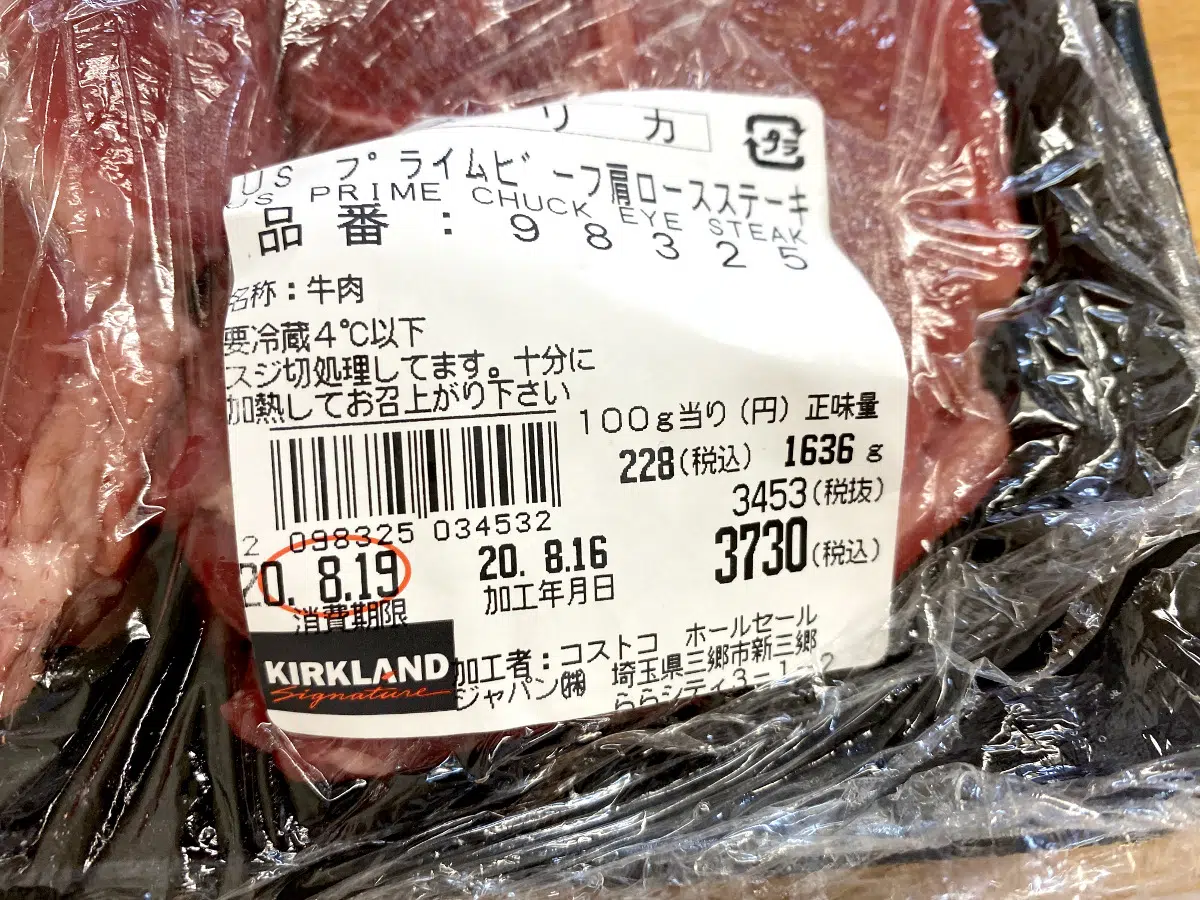 リカ
プラ
US プライムビーフ肩ロースステーキ
US PRIME CHUCK EYE STEAK
品番：98325
名称：牛肉
要冷蔵4℃以下
スジ切処理してます。十分に
加熱してお召上がり下さい
100g当り（円） 正味量
228（税込） 1636 g
3453（税抜）
3730（税込）
2 098325 034532
20. 8.19
消費期限
20. 8.16
加工年月日
KIRKLAND
Signature
加工者：コストコ ホールセール
ジャパン㈱ 埼玉県三郷市新三郷
ららシティ3－1－2